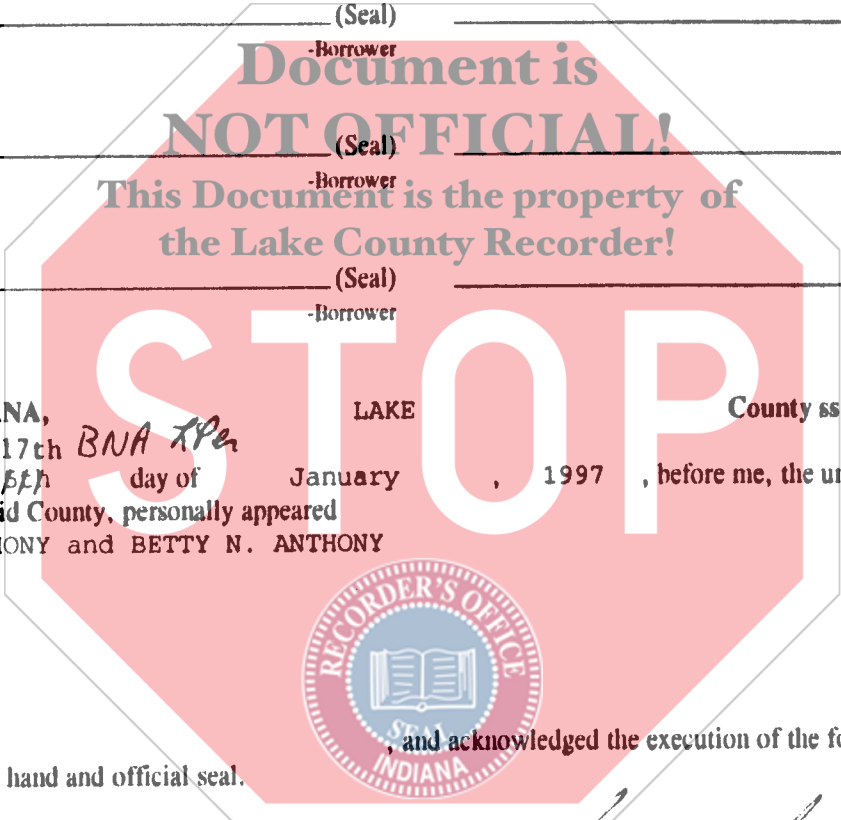 (Seal)
-Borrower
Document is
NOT OFFICIAL!
(Seal)
-Borrower
This Document is the property of
the Lake County Recorder!
(Seal)
-Borrower
STOP
NA, LAKE County ss
17th BNA
day of January , 1997 , before me, the un
id County, personally appeared
ONY and BETTY N. ANTHONY
RECORDER'S OFFICE
SEAL
INDIANA
, and acknowledged the execution of the fo
hand and official seal.